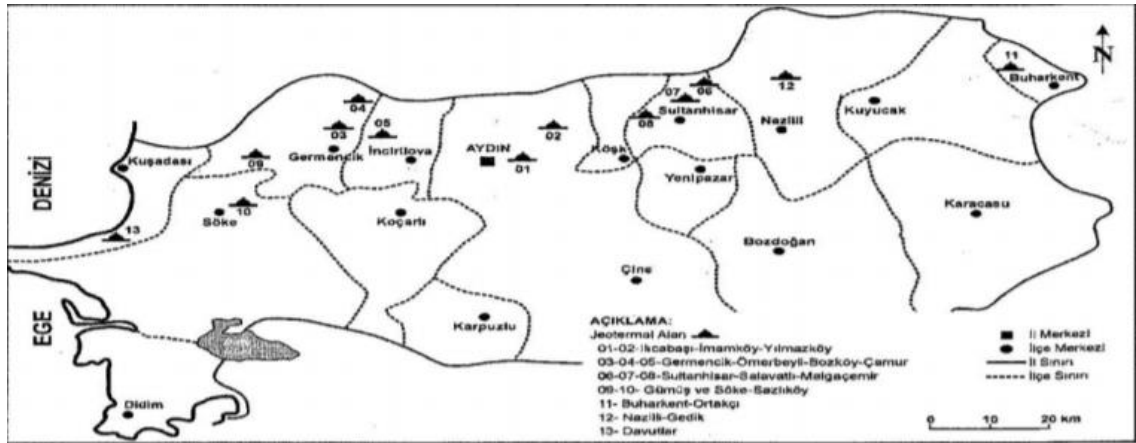 N
11
Buharkent
12
06
07
Sultanhisar
08
Kuyucak
Nazilli
04
03
05
Germencik
İncirliova
AYDIN
02
01
Köşk
Yenipazar
DENİZİ
Kuşadası
09
10
Söke
Koçarlı
Karacasu
13
Bozdoğan
Çine
EGE
Karpuzlu
Didim
AÇIKLAMA:
Jeotermal Alan
01-02-Ilıcabaşı-İmamköy-Yılmazköy
03-04-05-Germencik-Ömerbeyli-Bozköy-Çamur
06-07-08-Sultanhisar-Salavatlı-Malgaçemir
09-10- Gümüş ve Söke-Sazlıköy
11- Buharkent-Ortakçı
12- Nazilli-Gedik
13- Davutlar
İl Merkezi
İlçe Merkezi
İl Sınırı
İlçe Sınırı
0 10 20 km